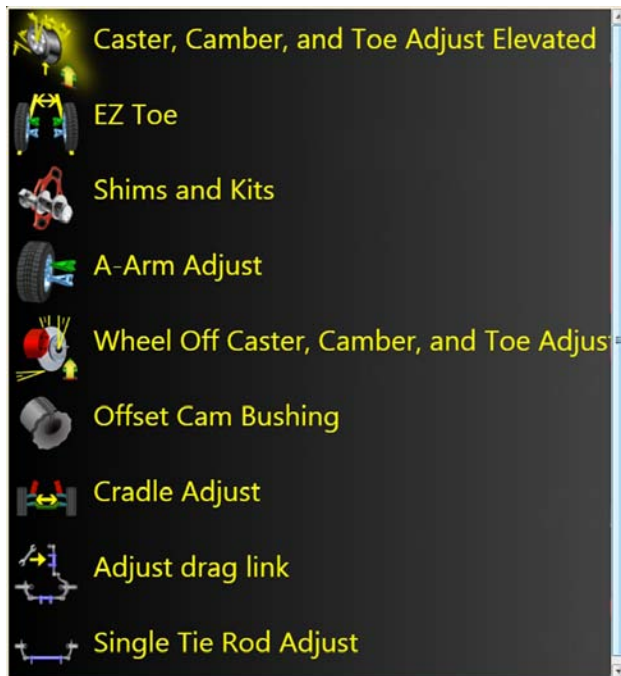 Caster, Camber, and Toe Adjust Elevated
EZ Toe
Shims and Kits
A-Arm Adjust
Wheel Off Caster, Camber, and Toe Adjust
Offset Cam Bushing
Cradle Adjust
Adjust drag link
Single Tie Rod Adjust